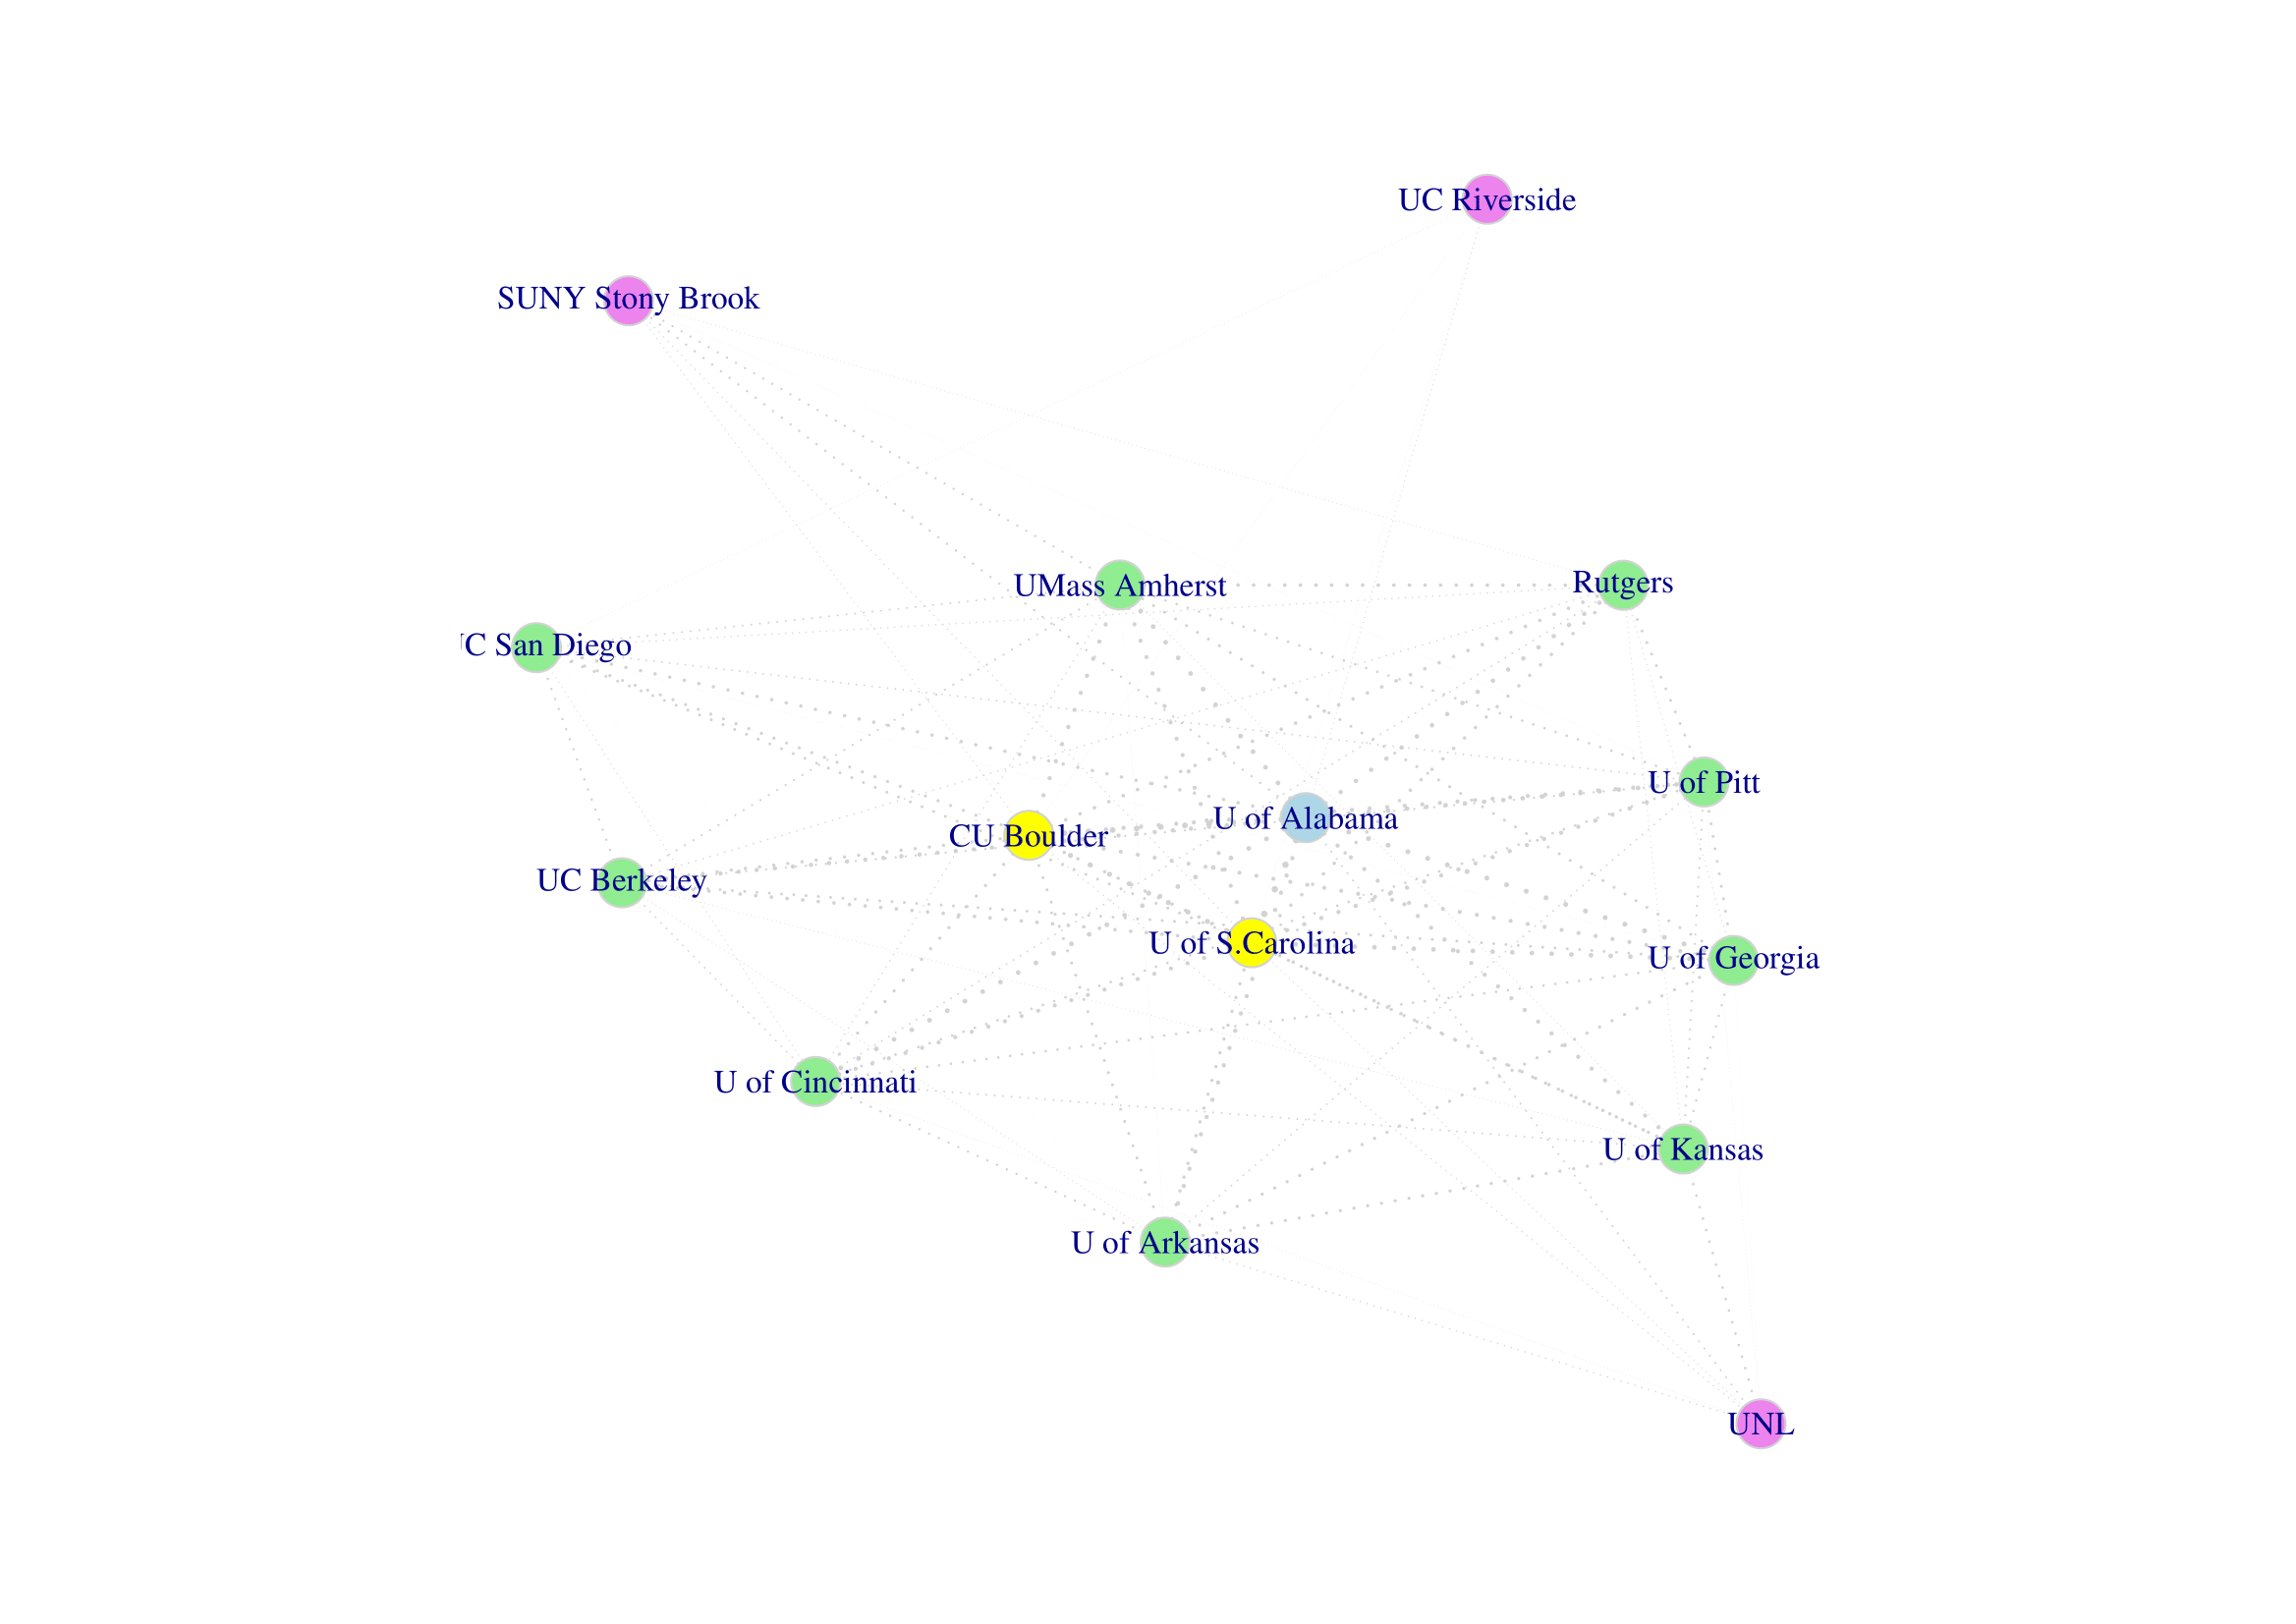 UC Riverside
SUNY Stony Brook
UMass Amherst
Rutgers
C San Diego
U of Pitt
U of Alabama
CU Boulder
UC Berkeley
U of S.Carolina
U of Georgia
U of Cincinnati
U of Kansas
U of Arkansas
UNL